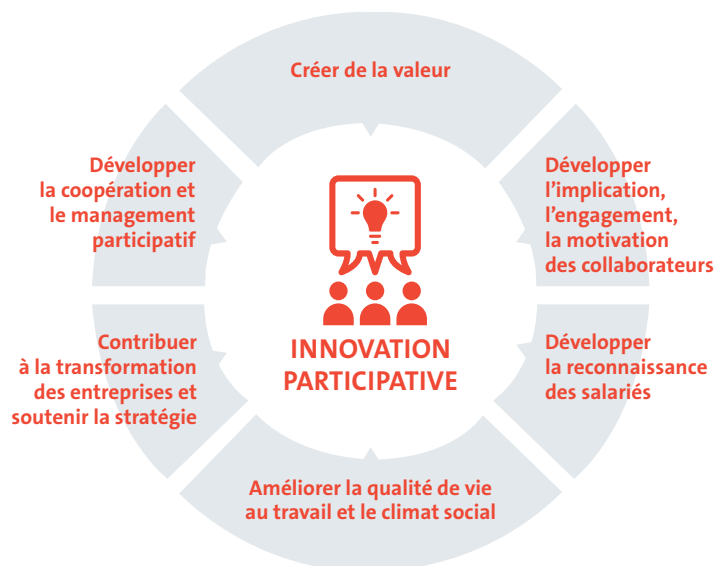 Créer de la valeur
Développer
la coopération et
le management
participatif
Développer
l'implication,
l'engagement,
la motivation
des collaborateurs
INNOVATION
PARTICIPATIVE
Contribuer
à la transformation
des entreprises et
soutenir la stratégie
Développer
la reconnaissance
des salariés
Améliorer la qualité de vie
au travail et le climat social